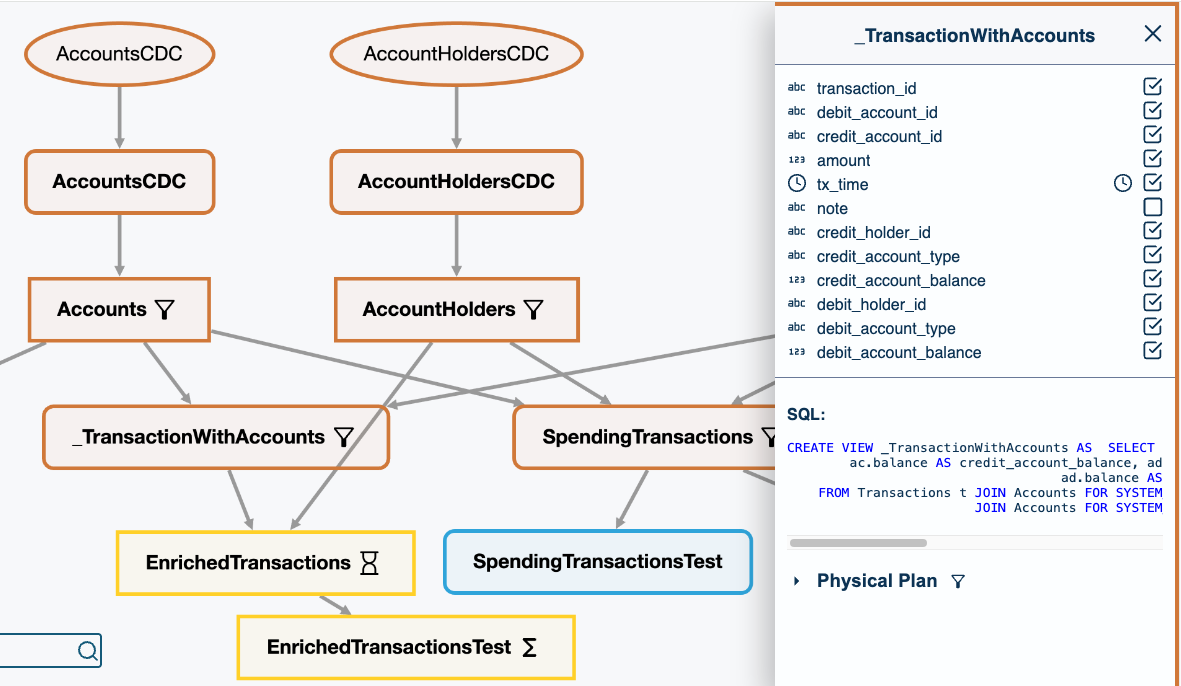 AccountsCDC
AccountHoldersCDC
AccountsCDC
AccountHoldersCDC
Accounts
AccountHolders
_TransactionWithAccounts
SpendingTransactions
EnrichedTransactions
SpendingTransactionsTest
EnrichedTransactionsTest Σ
_TransactionWithAccounts
abc transaction_id
abc debit_account_id
abc credit_account_id
123 amount
tx_time
abc note
abc credit_holder_id
abc credit_account_type
123 credit_account_balance
abc debit_holder_id
abc debit_account_type
123 debit_account_balance
SQL:
CREATE VIEW _TransactionWithAccounts AS SELECT
ac.balance AS credit_account_balance, ad
ad.balance AS
FROM Transactions t JOIN Accounts FOR SYSTEM
JOIN Accounts FOR SYSTEM
Physical Plan